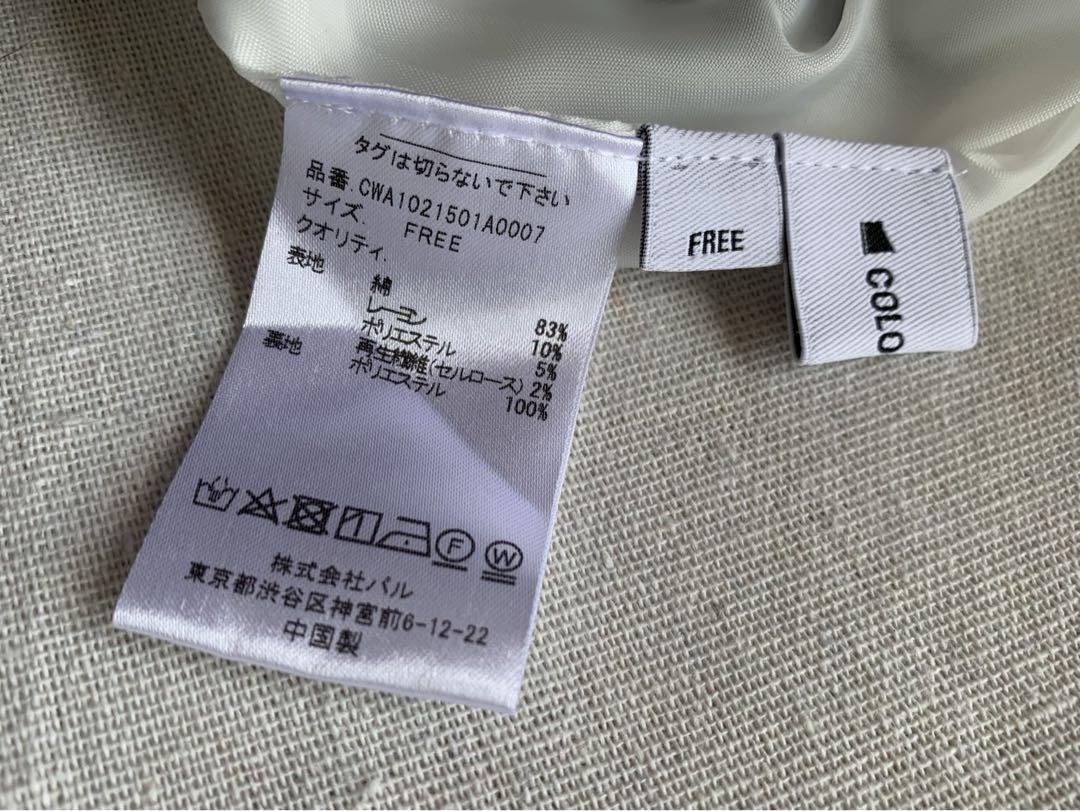 タグは切らないで下さい
品番. CWA1021501A0007
サイズ. FREE
クオリティ.
表地 綿 83%
レーヨン 10%
ポリエステル 5%
再生繊維(セルロース) 2%
裏地 ポリエステル 100%
F W
株式会社パル
東京都渋谷区神宮前6-12-22
中国製
FREE
COLO